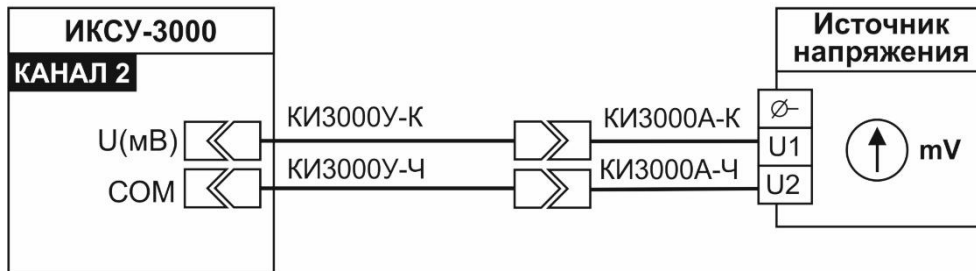 ИКСУ-3000
КАНАЛ 2
U(мВ)
COM
КИ3000У-К
КИ3000У-Ч
КИ3000А-К
КИ3000А-Ч
Источник
напряжения
U1
U2
mV